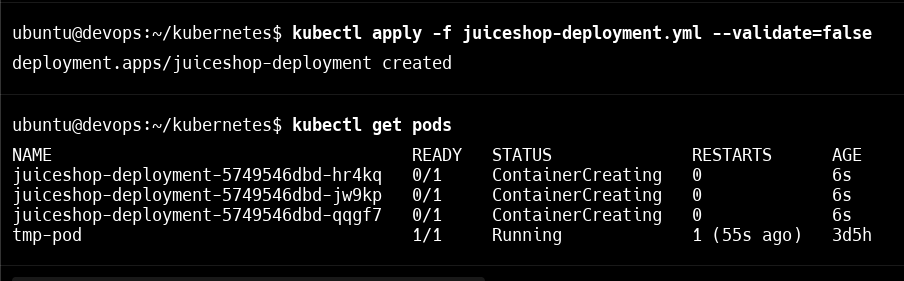 ubuntu@devops:~/kubernetes$ kubectl apply -f juiceshop-deployment.yml --validate=false
deployment.apps/juiceshop-deployment created
ubuntu@devops:~/kubernetes$ kubectl get pods
NAME READY STATUS RESTARTS AGE
juiceshop-deployment-5749546dbd-hr4kq 0/1 ContainerCreating 0 6s
juiceshop-deployment-5749546dbd-jw9kp 0/1 ContainerCreating 0 6s
juiceshop-deployment-5749546dbd-qqgf7 0/1 ContainerCreating 0 6s
tmp-pod 1/1 Running 1 (55s ago) 3d5h